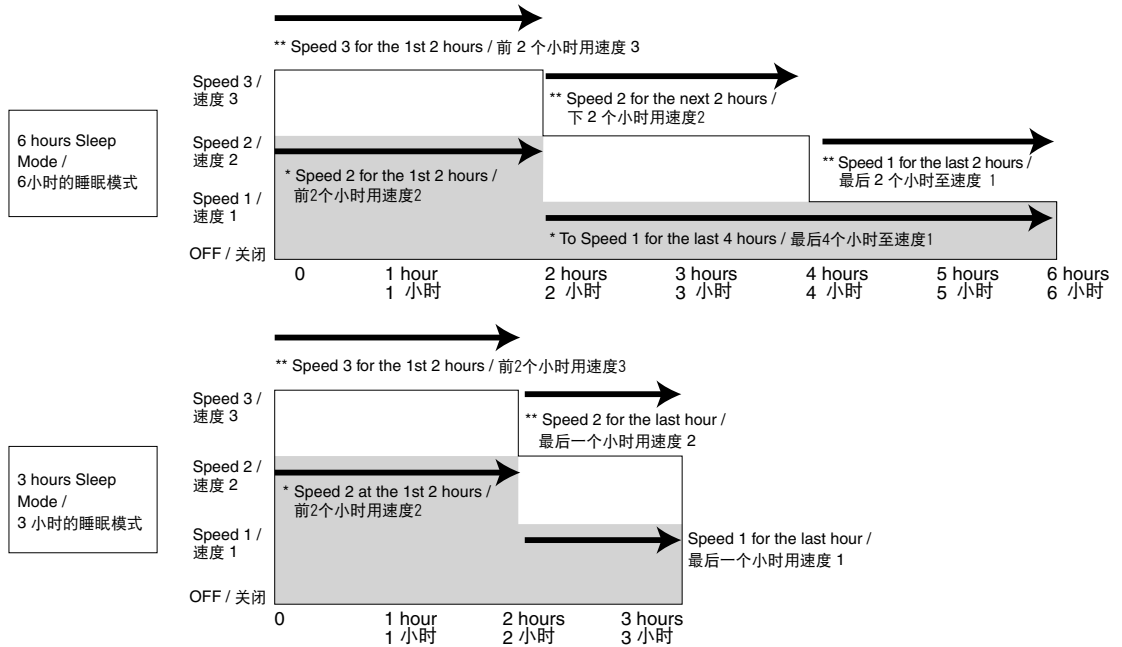 ** Speed 3 for the 1st 2 hours / 前 2 个小时用速度 3
Speed 3 /
速度 3
** Speed 2 for the next 2 hours /
下 2 个小时用速度2
6 hours Sleep
Mode /
6小时的睡眠模式
Speed 2 /
速度 2
* Speed 2 for the 1st 2 hours /
前2个小时用速度2
** Speed 1 for the last 2 hours /
最后 2 个小时至速度 1
Speed 1 /
速度 1
* To Speed 1 for the last 4 hours / 最后4个小时至速度1
OFF / 关闭
0 1 hour 2 hours 3 hours 4 hours 5 hours 6 hours
1 小时 2 小时 3 小时 4 小时 5 小时 6 小时
** Speed 3 for the 1st 2 hours / 前2个小时用速度3
Speed 3 /
速度 3
** Speed 2 for the last hour /
最后一个小时用速度 2
3 hours Sleep
Mode /
3 小时的睡眠模式
Speed 2 /
速度 2
* Speed 2 at the 1st 2 hours /
前2个小时用速度2
Speed 1 /
速度 1
Speed 1 for the last hour /
最后一个小时用速度 1
OFF / 关闭
0 1 hour 2 hours 3 hours
1 小时 2 小时 3 小时